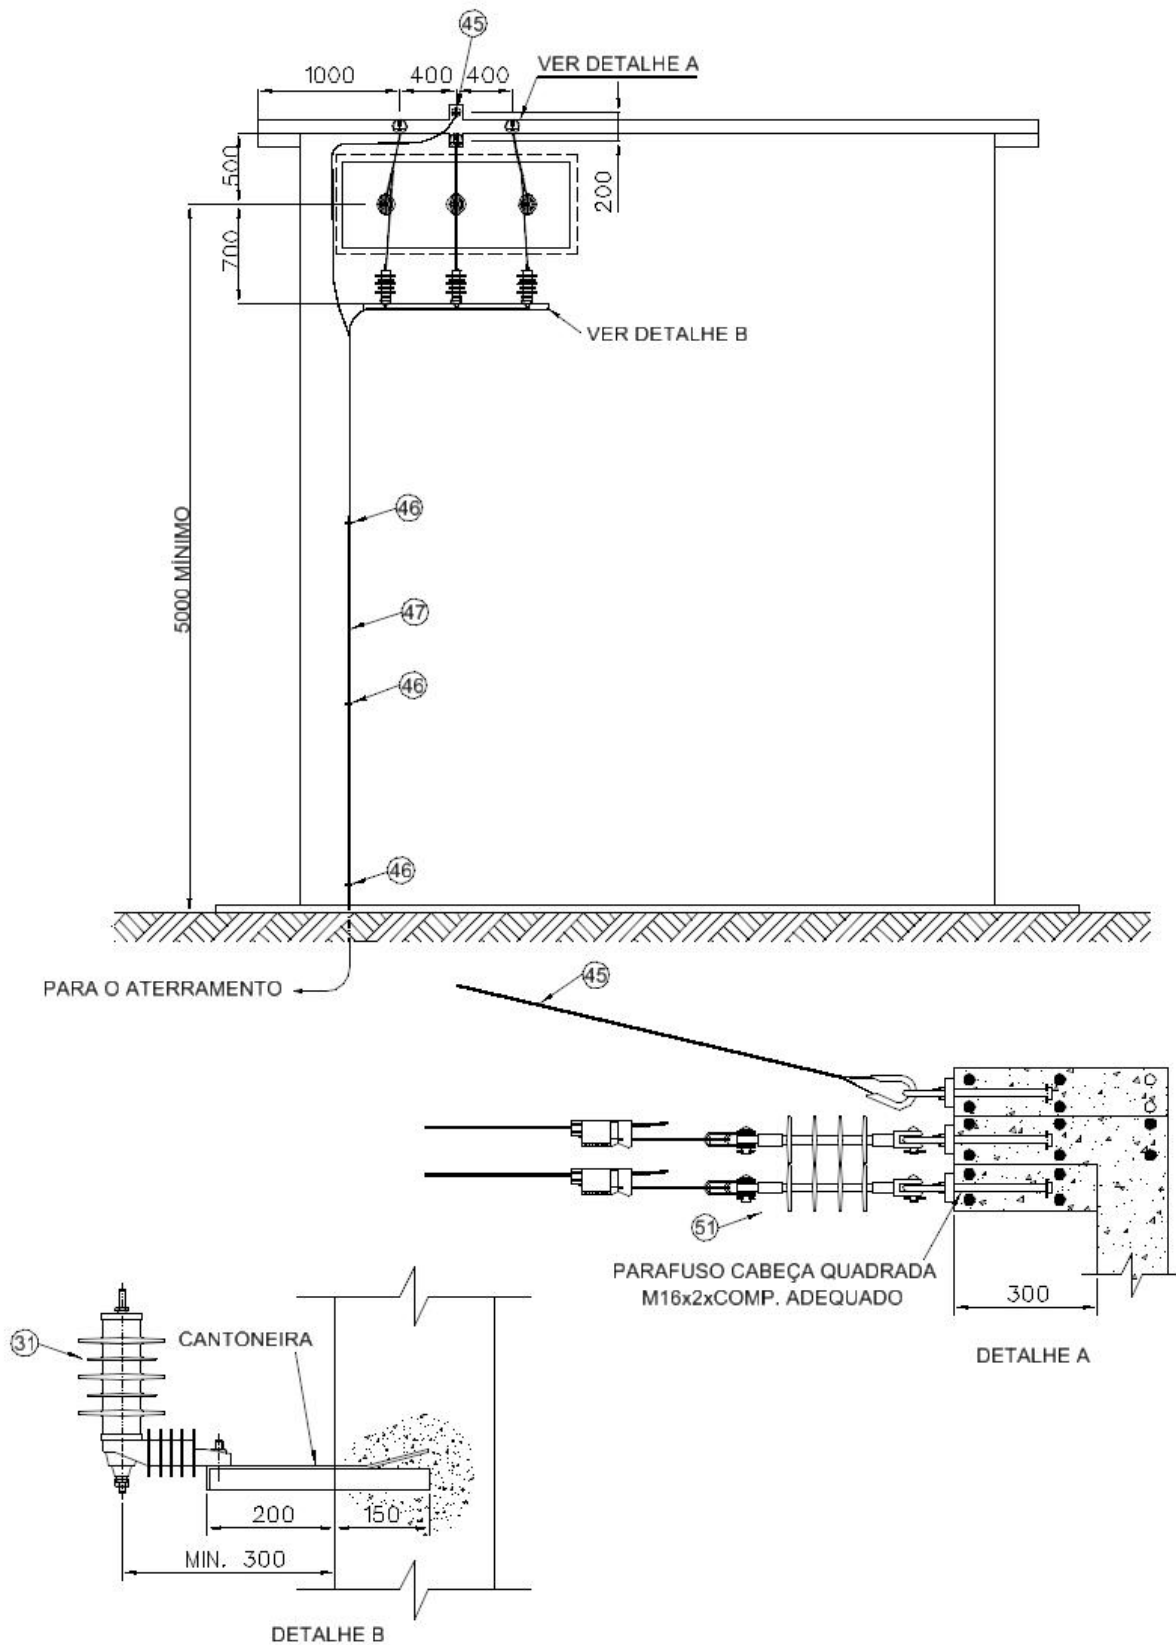 45
VER DETALHE A
1000
400
400
500
200
700
VER DETALHE B
5000 MÍNIMO
46
47
46
46
PARA O ATERRAMENTO
45
51
PARAFUSO CABEÇA QUADRADA
M16x2xCOMP. ADEQUADO
300
DETALHE A
31
CANTONEIRA
200
150
MIN. 300
DETALHE B